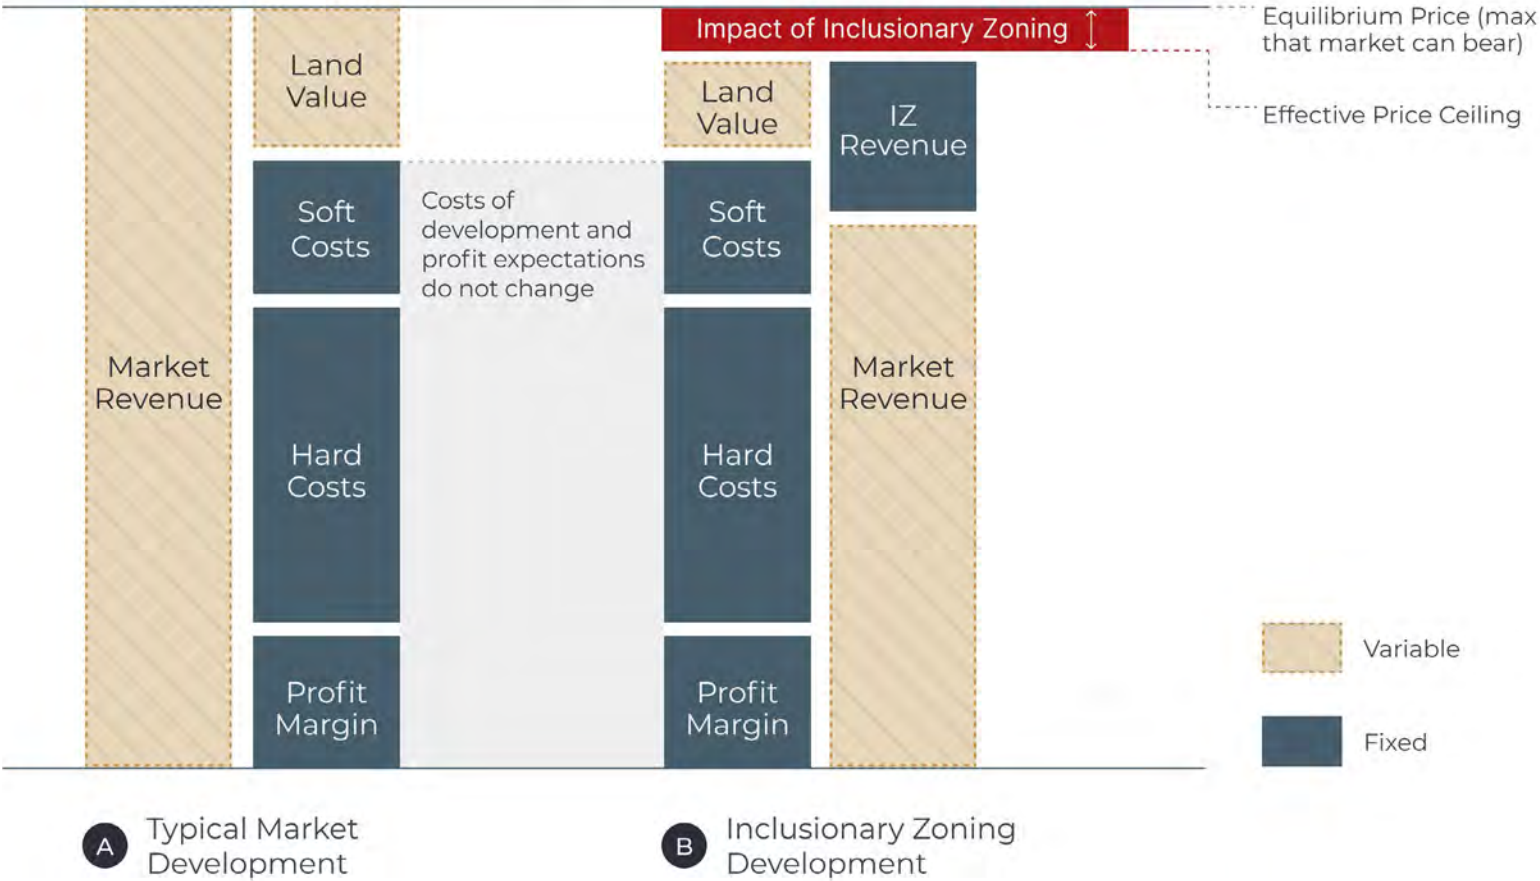 Impact of Inclusionary Zoning
Equilibrium Price (max
that market can bear)
Effective Price Ceiling
Market
Revenue
Land
Value
Soft
Costs
Hard
Costs
Profit
Margin
Costs of
development and
profit expectations
do not change
Land
Value
Soft
Costs
Hard
Costs
Profit
Margin
IZ
Revenue
Market
Revenue
Variable
Fixed
A Typical Market
Development
B Inclusionary Zoning
Development